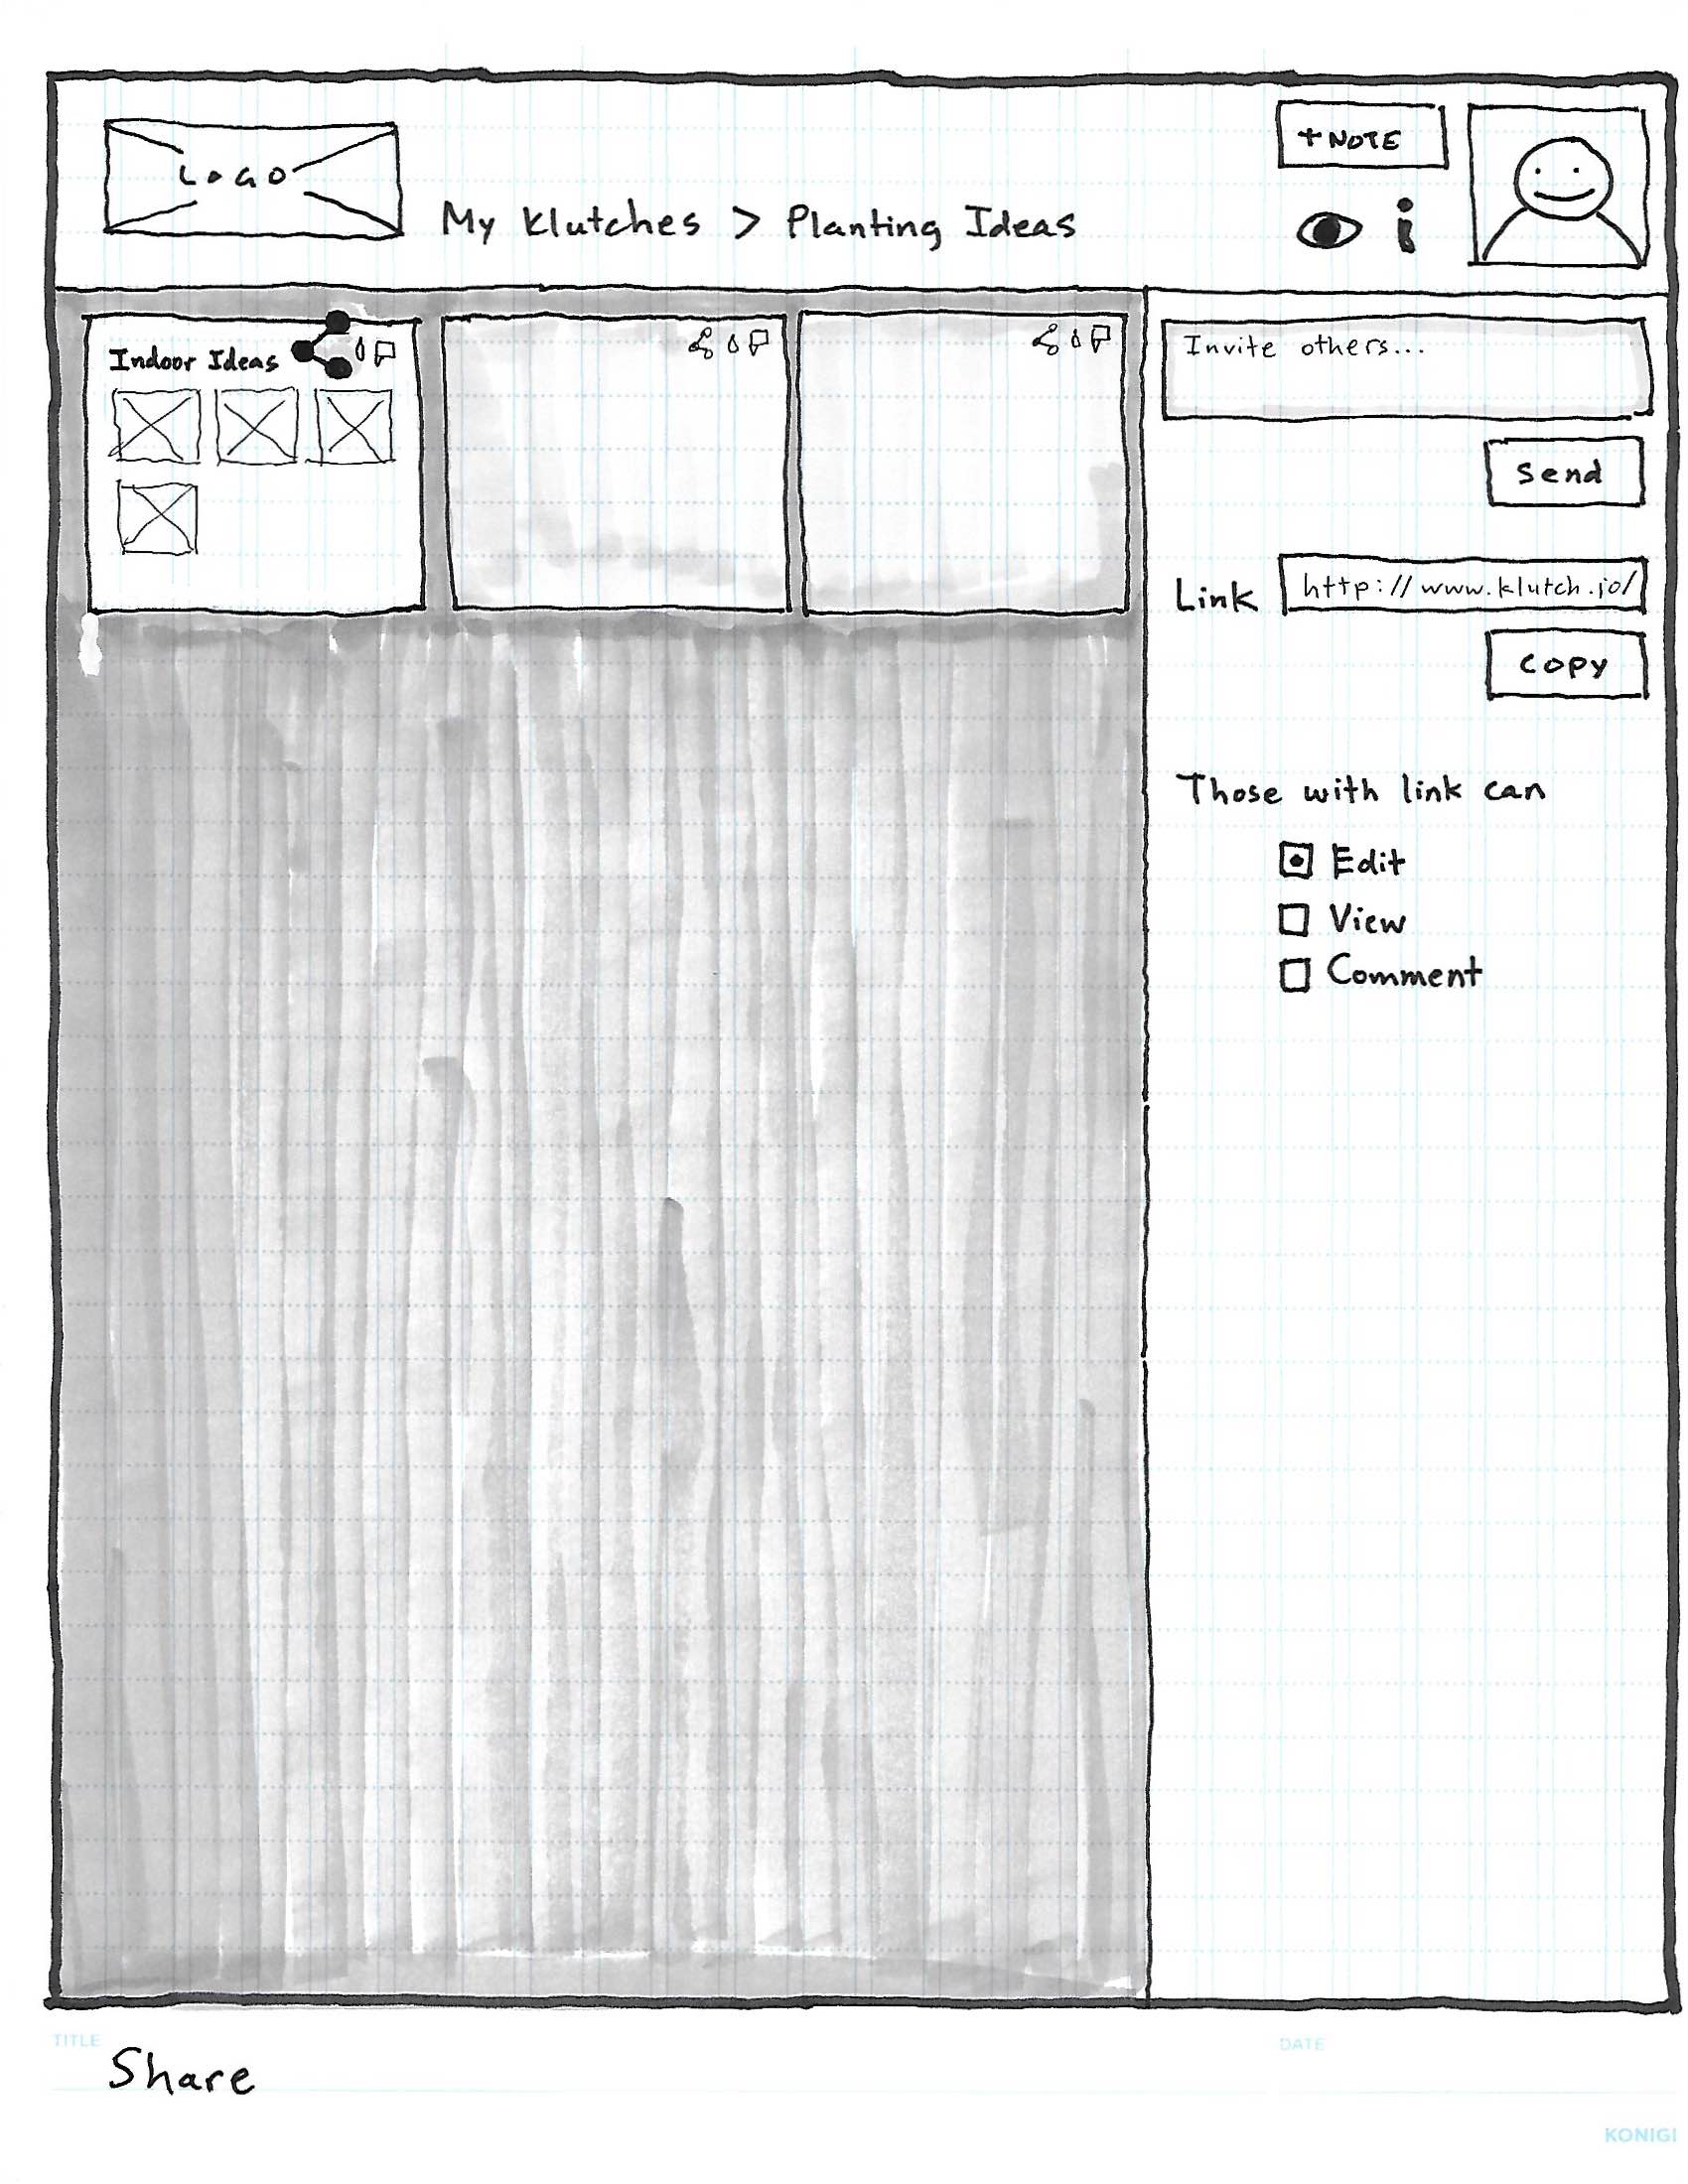 LOGO
My Klutches > Planting Ideas
+ NOTE
Indoor Ideas
Invite others...
Send
Link
http://www.klutch.io/
COPY
Those with link can
Edit
View
Comment
TITLE
Share
DATE
KONIGI